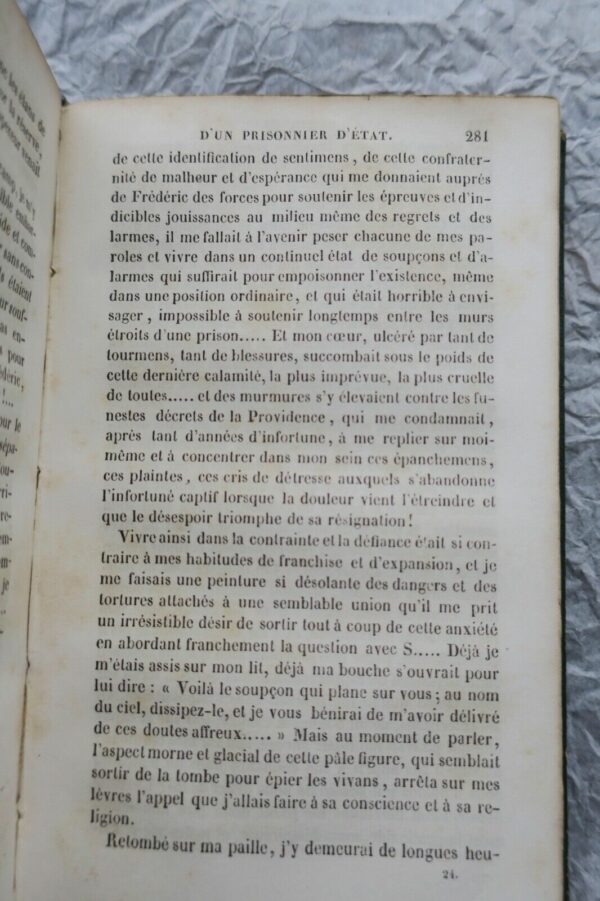 ne les élans de
e la réserve,
D'UN PRISONNIER D'ÉTAT. 281
de cette identification de sentimens, de cette confrater-
nité de malheur et d'espérance qui me donnaient auprès
de Frédéric des forces pour soutenir les épreuves et d'in-
dicibles jouissances au milieu même des regrets et des
larmes, il me fallait à l'avenir peser chacune de mes pa-
roles et vivre dans un continuel état de soupçons et d'a-
larmes qui suffirait pour empoisonner l'existence, même
dans une position ordinaire, et qui était horrible à envi-
sager, impossible à soutenir longtemps entre les murs
étroits d'une prison..... Et mon cœur, ulcéré par tant de
tourmens, tant de blessures, succombait sous le poids de
cette dernière calamité, la plus imprévue, la plus cruelle
de toutes..... et des murmures s'y élevaient contre les fu-
nestes décrets de la Providence, qui me condamnait,
après tant d'années d'infortune, à me replier sur moi-
même et à concentrer dans mon sein ces épanchemens,
ces plaintes, ces cris de détresse auxquels s'abandonne
l'infortuné captif lorsque la douleur vient l'étreindre et
que le désespoir triomphe de sa résignation!
Vivre ainsi dans la contrainte et la défiance était si con-
traire à mes habitudes de franchise et d'expansion, et je
me faisais une peinture si désolante des dangers et des
tortures attachés à une semblable union qu'il me prit
un irrésistible désir de sortir tout à coup de cette anxiété
en abordant franchement la question avec S..... Déjà je
m'étais assis sur mon lit, déjà ma bouche s'ouvrait pour
lui dire : « Voilà le soupçon qui plane sur vous; au nom
du ciel, dissipez-le, et je vous bénirai de m'avoir délivré
de ces doutes affreux..... » Mais au moment de parler,
l'aspect morne et glacial de cette pâle figure, qui semblait
sortir de la tombe pour épier les vivans, arrêta sur mes
lèvres l'appel que j'allais faire à sa conscience et à sa re-
ligion.
Retombé sur ma paille, j'y demeurai de longues heu-
24.